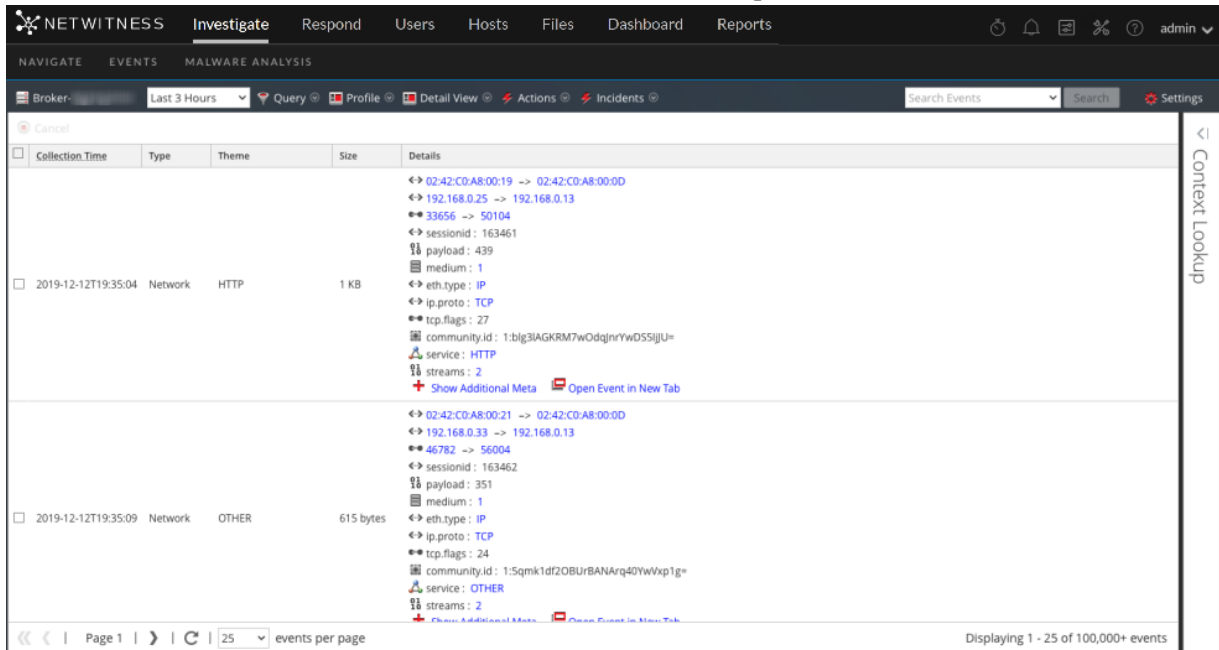 NETWITNESS Investigate Respond Users Hosts Files Dashboard Reports admin
NAVIGATE EVENTS MALWARE ANALYSIS
Broker- Last 3 Hours Query Profile Detail View Actions Incidents Search Events Search Settings
Cancel
Context Lookup
Collection Time Type Theme Size Details
02:42:C0:A8:00:19 -> 02:42:C0:A8:00:0D
192.168.0.25 -> 192.168.0.13
33656 -> 50104
sessionid : 163461
payload : 439
medium : 1
2019-12-12T19:35:04 Network HTTP 1 KB eth.type : IP
ip.proto : TCP
tcp.flags : 27
community.id :
service : HTTP
streams : 2
Show Additional Meta Open Event in New Tab
02:42:C0:A8:00:21 -> 02:42:C0:A8:00:0D
192.168.0.33 -> 192.168.0.13
46782 -> 56004
sessionid : 163462
payload : 351
medium : 1
2019-12-12T19:35:09 Network OTHER 615 bytes eth.type : IP
ip.proto : TCP
tcp.flags : 24
community.id : 1:5qmk1df2OBUrBANArq40YwVxp1g=
service : OTHER
streams : 2
Show Additional Meta Open Event in New Tab
Page 1 | 25 events per page Displaying 1 - 25 of 100,000+ events